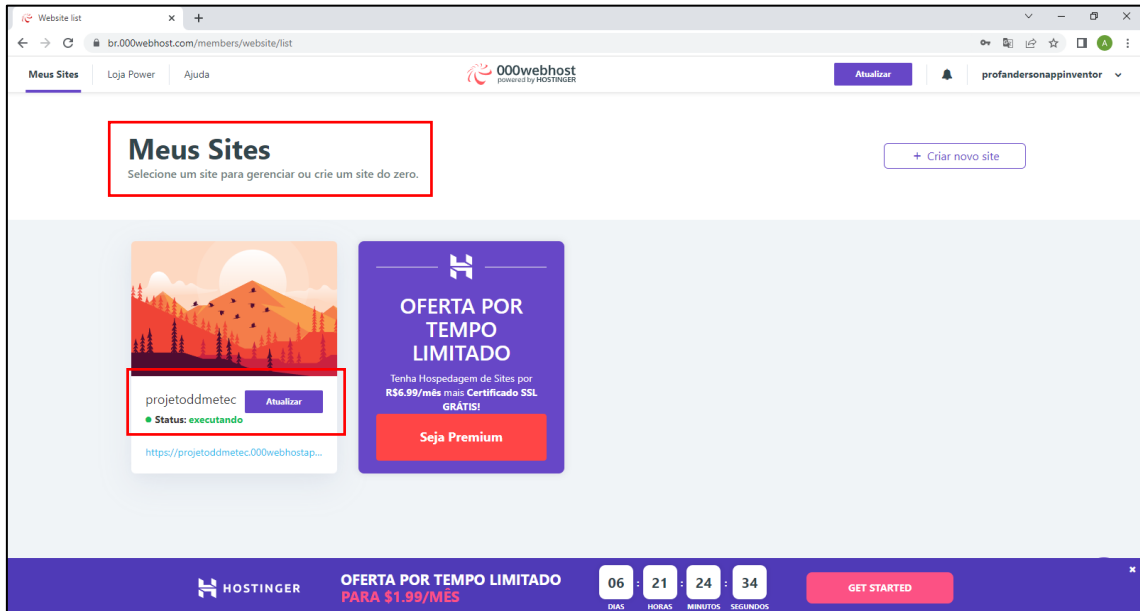 Website list
br.000webhost.com/members/website/list
A
Meus Sites
Loja Power
Ajuda
000webhost
powered by HOSTINGER
Atualizar
profandersonappinventor
Meus Sites
Selecione um site para gerenciar ou crie um site do zero.
+ Criar novo site
projetoddmetec
Atualizar
Status: executando
https://projetoddmetec.000webhostap...
OFERTA POR
TEMPO
LIMITADO
Tenha Hospedagem de Sites por
R$6.99/mês mais Certificado SSL
GRÁTIS!
Seja Premium
HOSTINGER
OFERTA POR TEMPO LIMITADO
PARA $1.99/MÊS
06 : 21 : 24 : 34
DIAS HORAS MINUTOS SEGUNDOS
GET STARTED